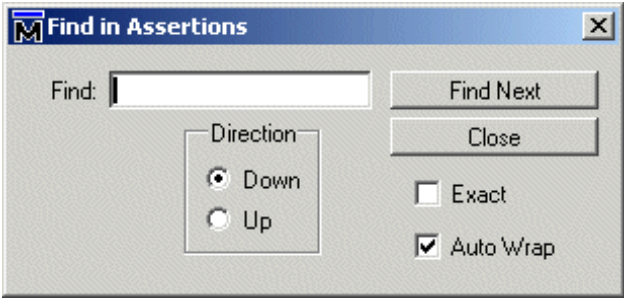 Find in Assertions
Find:
Find Next
Direction
Close
Down
Exact
Up
Auto Wrap